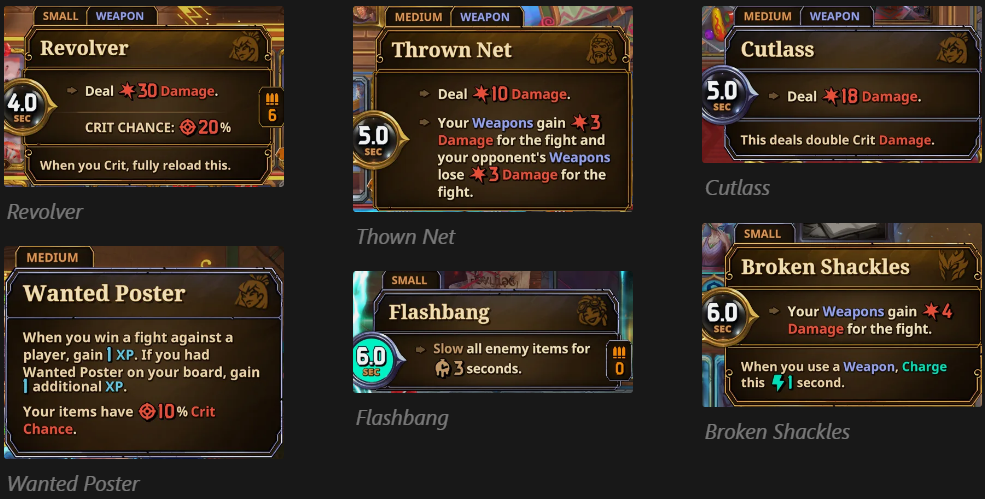 SMALL WEAPON
Revolver
4.0
SEC
Deal 30 Damage.
CRIT CHANCE: 20%
6
When you Crit, fully reload this.
Revolver
MEDIUM
Wanted Poster
When you win a fight against a
player, gain 1 XP. If you had
Wanted Poster on your board, gain
1 additional XP.
Your items have 10% Crit
Chance.
Wanted Poster
MEDIUM WEAPON
Thrown Net
5.0
SEC
Deal 10 Damage.
Your Weapons gain 3
Damage for the fight and
your opponent's Weapons
lose 3 Damage for the
fight.
Thown Net
SMALL
Flashbang
6.0
SEC
Slow all enemy items for
3 seconds.
0
Flashbang
MEDIUM WEAPON
Cutlass
5.0
SEC
Deal 18 Damage.
This deals double Crit Damage.
Cutlass
SMALL
Broken Shackles
6.0
SEC
Your Weapons gain 4
Damage for the fight.
When you use a Weapon, Charge
this 1 second.
Broken Shackles